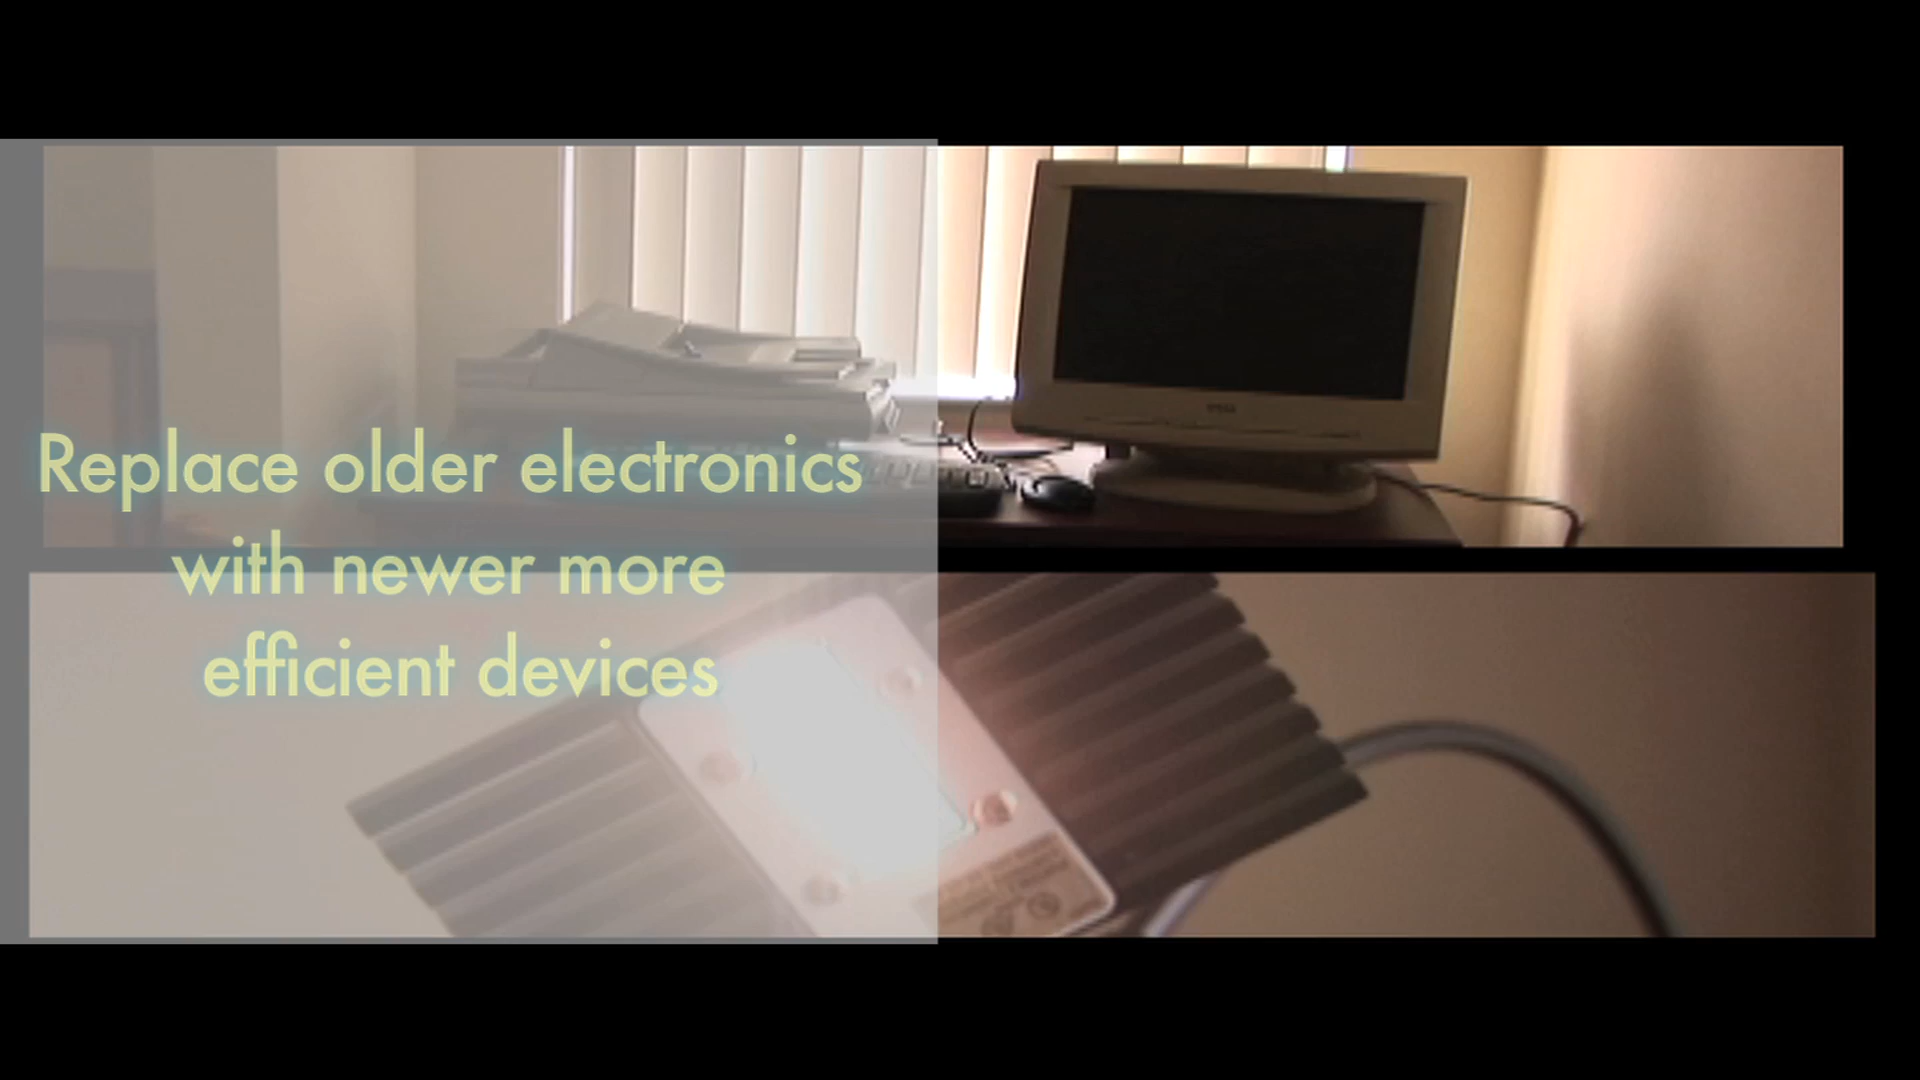 Replace older electronics
with newer more
efficient devices